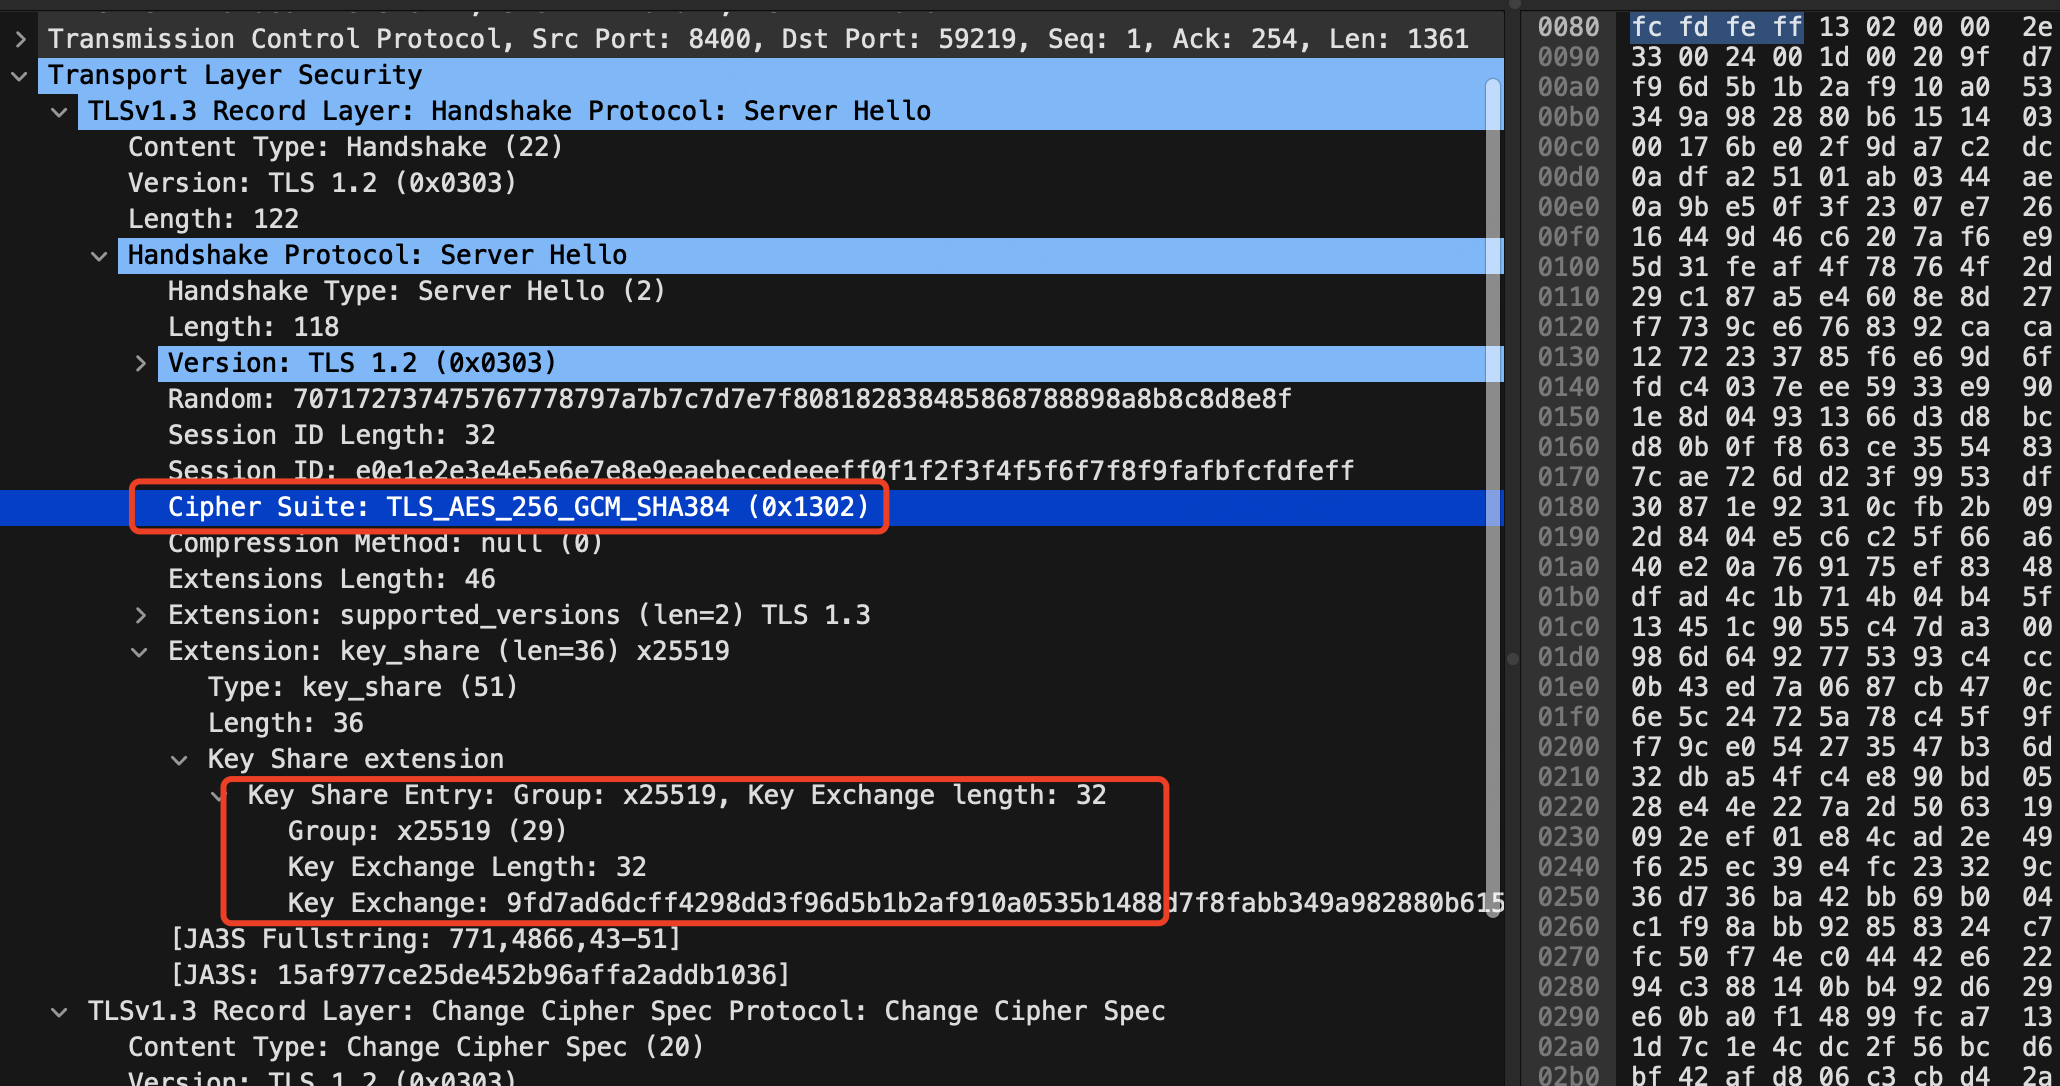 Transmission Control Protocol, Src Port: 8400, Dst Port: 59219, Seq: 1, Ack: 254, Len: 1361
Transport Layer Security
TLSv1.3 Record Layer: Handshake Protocol: Server Hello
Content Type: Handshake (22)
Version: TLS 1.2 (0x0303)
Length: 122
Handshake Protocol: Server Hello
Handshake Type: Server Hello (2)
Length: 118
Version: TLS 1.2 (0x0303)
Random: 707172737475767778797a7b7c7d7e7f808182838485868788898a8b8c8d8e8f
Session ID Length: 32
Session ID: e0e1e2e3e4e5e6e7e8e9eaebecedeeeff0f1f2f3f4f5f6f7f8f9fafbfcfdfeff
Cipher Suite: TLS_AES_256_GCM_SHA384 (0x1302)
Compression Method: null (0)
Extensions Length: 46
Extension: supported_versions (len=2) TLS 1.3
Extension: key_share (len=36) x25519
Type: key_share (51)
Length: 36
Key Share extension
Key Share Entry: Group: x25519, Key Exchange length: 32
Group: x25519 (29)
Key Exchange Length: 32
Key Exchange: 9fd7ad6dcff4298dd3f96d5b1b2af910a0535b1488d7f8fabb349a982880b615
[JA3S Fullstring: 771,4866,43-51]
[JA3S: 15af977ce25de452b96affa2addb1036]
TLSv1.3 Record Layer: Change Cipher Spec Protocol: Change Cipher Spec
Content Type: Change Cipher Spec (20)
Version: TLS 1.2 (0x0303)
0080 fc fd fe ff 13 02 00 00 2e
0090 33 00 24 00 1d 00 20 9f d7
00a0 f9 6d 5b 1b 2a f9 10 a0 53
00b0 34 9a 98 28 80 b6 15 14 03
00c0 00 17 6b e0 2f 9d a7 c2 dc
00d0 0a df a2 51 01 ab 03 44 ae
00e0 0a 9b e5 0f 3f 23 07 e7 26
00f0 16 44 9d 46 c6 20 7a f6 e9
0100 5d 31 fe af 4f 78 76 4f 2d
0110 29 c1 87 a5 e4 60 8e 8d 27
0120 f7 73 9c e6 76 83 92 ca ca
0130 12 72 23 37 85 f6 e6 9d 6f
0140 fd c4 03 7e ee 59 33 e9 90
0150 1e 8d 04 93 13 66 d3 d8 bc
0160 d8 0b 0f f8 63 ce 35 54 83
0170 7c ae 72 6d d2 3f 99 53 df
0180 30 87 1e 92 31 0c fb 2b 09
0190 2d 84 04 e5 c6 c2 5f 66 a6
01a0 40 e2 0a 76 91 75 ef 83 48
01b0 df ad 4c 1b 71 4b 04 b4 5f
01c0 13 45 1c 90 55 c4 7d a3 00
01d0 98 6d 64 92 77 53 93 c4 cc
01e0 0b 43 ed 7a 06 87 cb 47 0c
01f0 6e 5c 24 72 5a 78 c4 5f 9f
0200 f7 9c e0 54 27 35 47 b3 6d
0210 32 db a5 4f c4 e8 90 bd 05
0220 28 e4 4e 22 7a 2d 50 63 19
0230 09 2e ef 01 e8 4c ad 2e 49
0240 f6 25 ec 39 e4 fc 23 32 9c
0250 36 d7 36 ba 42 bb 69 b0 04
0260 c1 f9 8a bb 92 85 83 24 c7
0270 fc 50 f7 4e c0 44 42 e6 22
0280 94 c3 88 14 0b b4 92 d6 29
0290 e6 0b a0 f1 48 99 fc a7 13
02a0 1d 7c 1e 4c dc 2f 56 bc d6
02b0 bf 42 af d8 06 c3 cb d4 2a